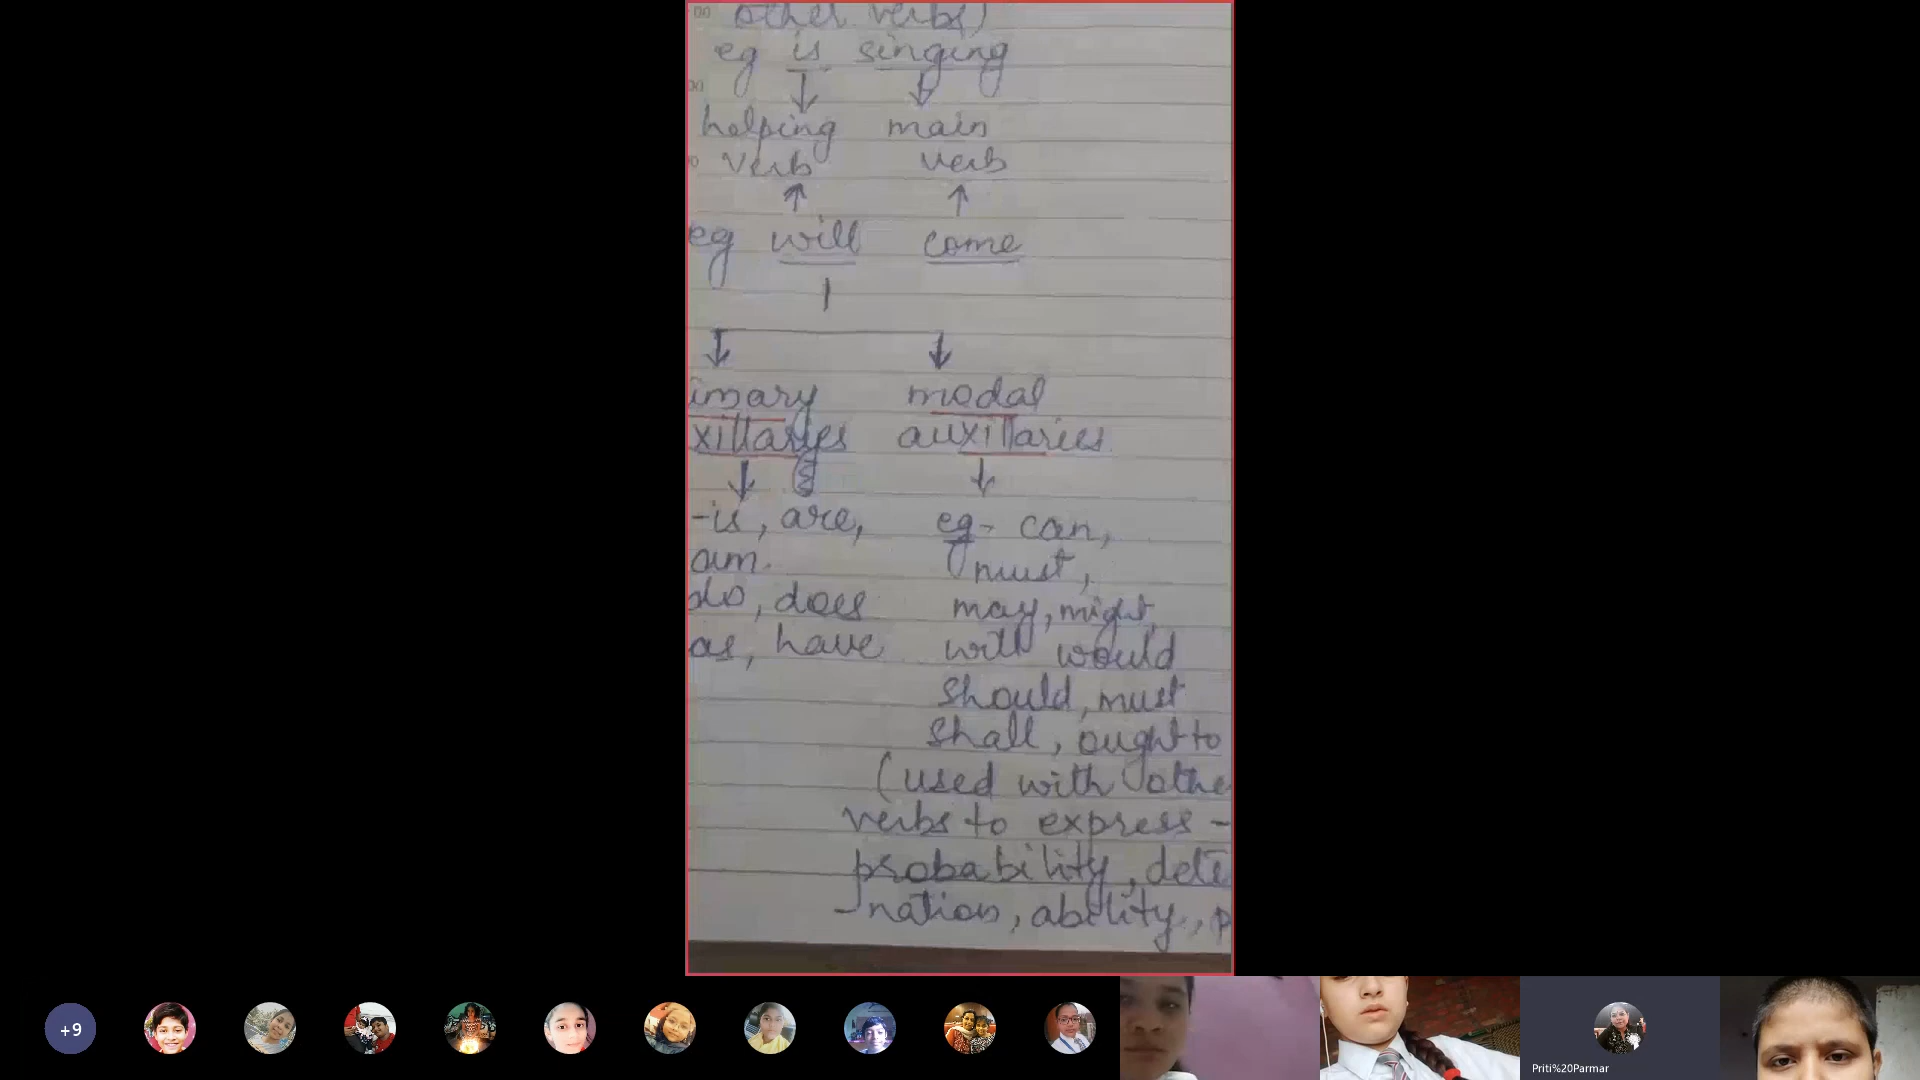 other verbs)
eg is singing
helping main
verb verb
eg will come
imary modal
xillaries auxillaries
-is, are, eg- can,
am. must,
do, does may, might,
as, have will would
should, must
shall, ought to
(used with othe
verbs to express -
probability, dete
-nation, ability, p
+9
Priti%20Parmar